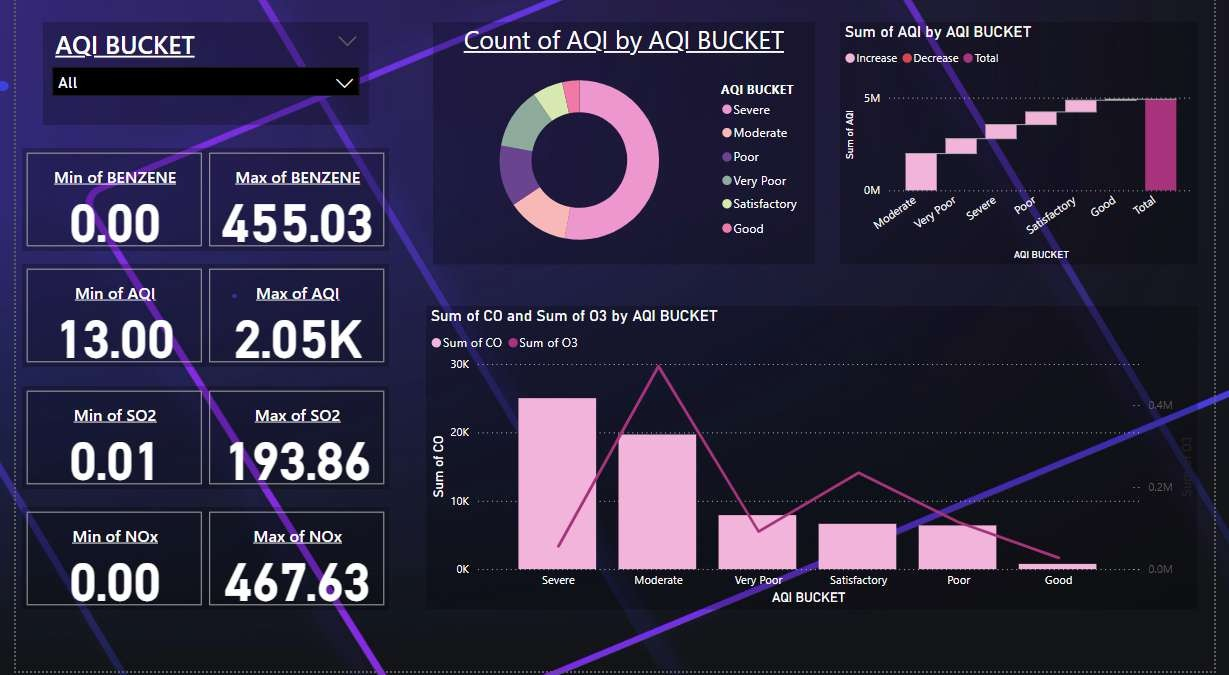 AQI BUCKET
All
Min of BENZENE
0.00
Max of BENZENE
455.03
Min of AQI
13.00
Max of AQI
2.05K
Min of SO2
0.01
Max of SO2
193.86
Min of NOx
0.00
Max of NOx
467.63
Count of AQI by AQI BUCKET
AQI BUCKET
Severe
Moderate
Poor
Very Poor
Satisfactory
Good
Sum of AQI by AQI BUCKET
Increase Decrease Total
Sum of AQI
5M
0M
Moderate
Very Poor
Severe
Poor
Satisfactory
Good
Total
AQI BUCKET
Sum of CO and Sum of O3 by AQI BUCKET
Sum of CO Sum of O3
Sum of CO
30K
20K
10K
0K
0.4M
0.2M
0.0M
Sum of O3
Severe
Moderate
Very Poor
Satisfactory
Poor
Good
AQI BUCKET